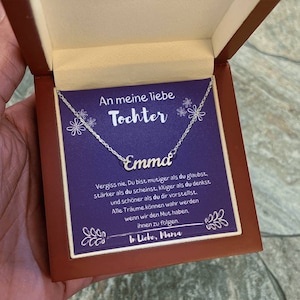 An meine liebe
Tochter
Emma
Vergiss nie, Du bist mutiger als du glaubst,
stärker als du scheinst, klüger als du denkst
und schöner als du dir vorstellst.
Alle Träume können wahr werden
wenn wir den Mut haben,
ihnen zu folgen.
In Liebe, Mama